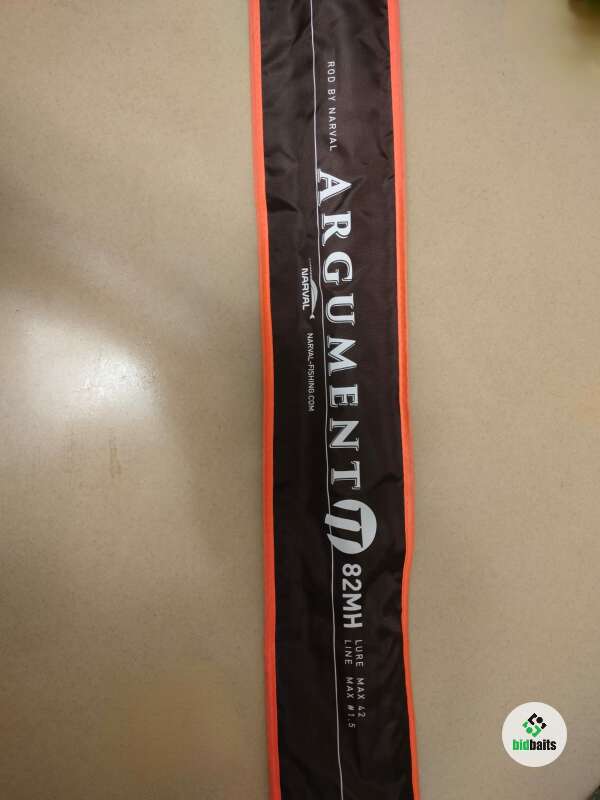 ROD BY NARVAL
ARGUMENT II
82MH
LURE MAX 42
LINE MAX #1.5
NARVAL
NARVAL-FISHING.COM
bidbaits